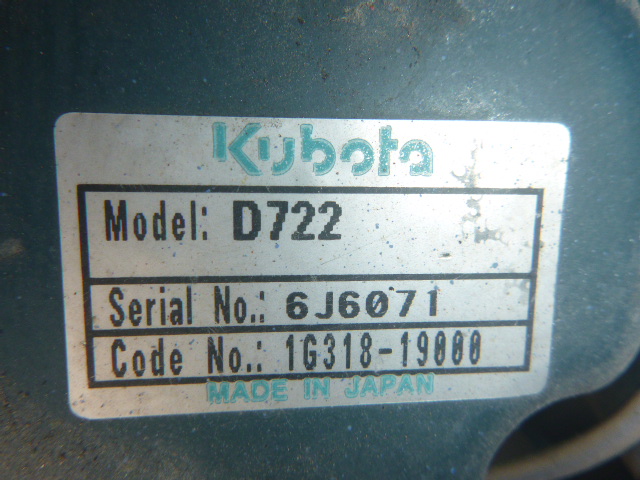 Kubota
Model: D722
Serial No.: 6J6071
Code No.: 1G318-19000
MADE IN JAPAN